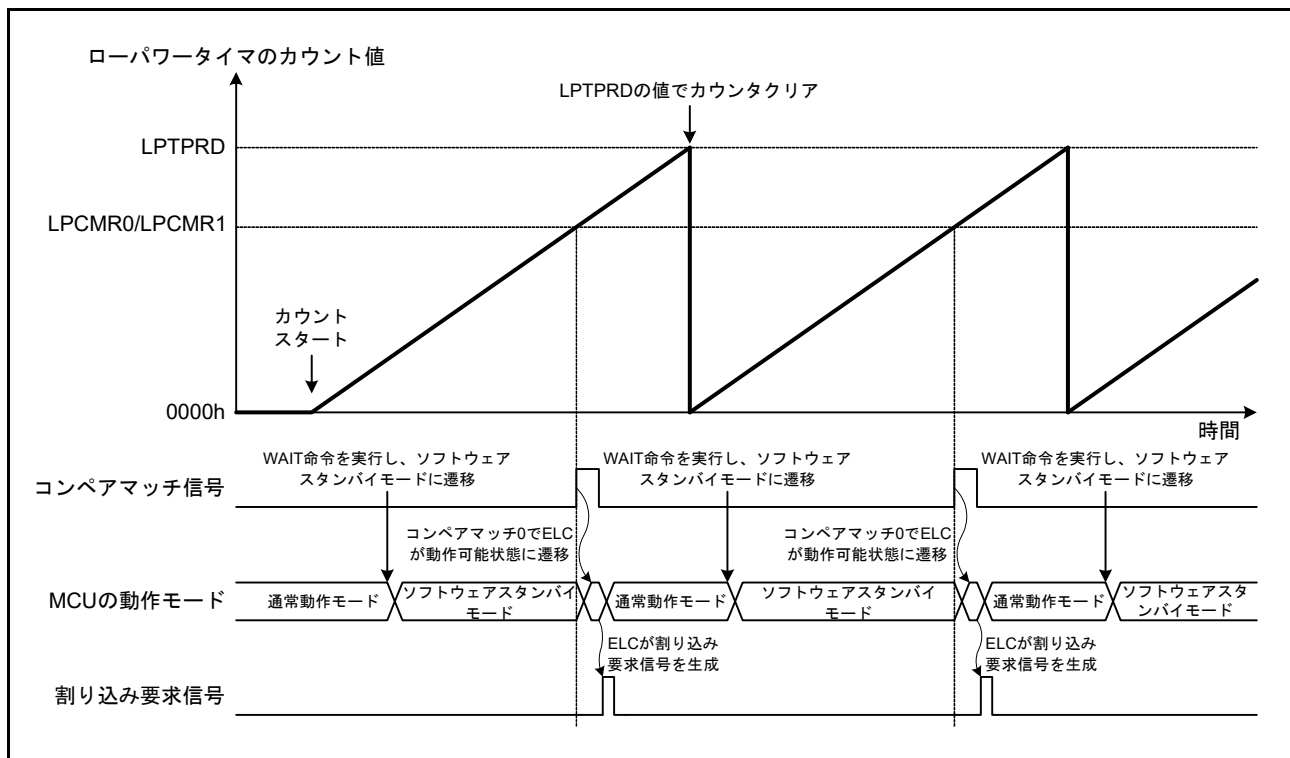 ローパワータイマのカウント値
LPTPRDの値でカウンタクリア
LPTPRD
LPCMR0/LPCMR1
カウント
スタート
0000h
時間
WAIT命令を実行し、ソフトウェア
スタンバイモードに遷移
WAIT命令を実行し、ソフトウェア
スタンバイモードに遷移
WAIT命令を実行し、ソフトウェア
スタンバイモードに遷移
コンペアマッチ信号
コンペアマッチ0でELC
が動作可能状態に遷移
コンペアマッチ0でELC
が動作可能状態に遷移
MCUの動作モード
通常動作モード
ソフトウェアスタンバイ
モード
通常動作モード
ソフトウェアスタンバイ
モード
通常動作モード
ソフトウェアスタ
ンバイモード
ELCが割り込み
要求信号を生成
ELCが割り込み
要求信号を生成
割り込み要求信号